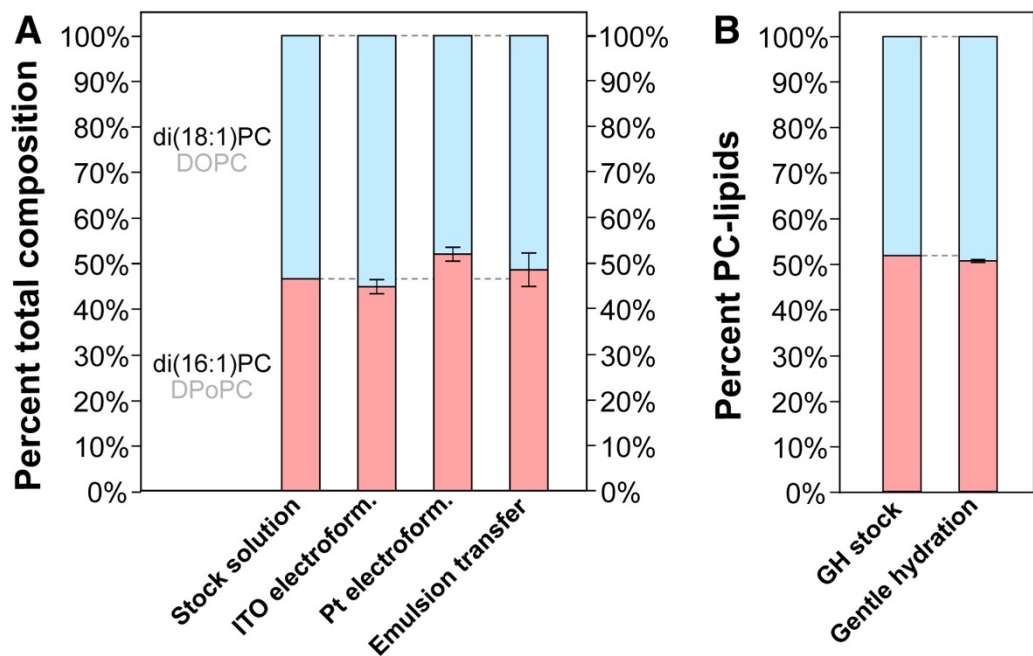 A
Percent total composition
100%
90%
80%
70%
60%
50%
40%
30%
20%
10%
0%
di(18:1)PC
DOPC
di(16:1)PC
DPoPC
100%
90%
80%
70%
60%
50%
40%
30%
20%
10%
0%
Stock solution
ITO electroform.
Pt electroform.
Emulsion transfer
B
Percent PC-lipids
100%
90%
80%
70%
60%
50%
40%
30%
20%
10%
0%
GH stock
Gentle hydration